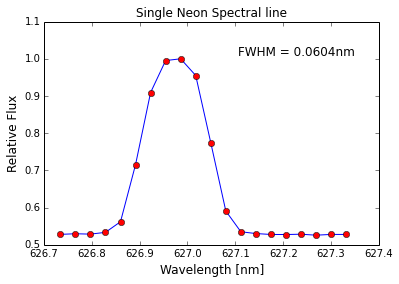 Single Neon Spectral line
FWHM = 0.0604nm
Relative Flux
1.1
1.0
0.9
0.8
0.7
0.6
0.5
626.7 626.8 626.9 627.0 627.1 627.2 627.3 627.4
Wavelength [nm]